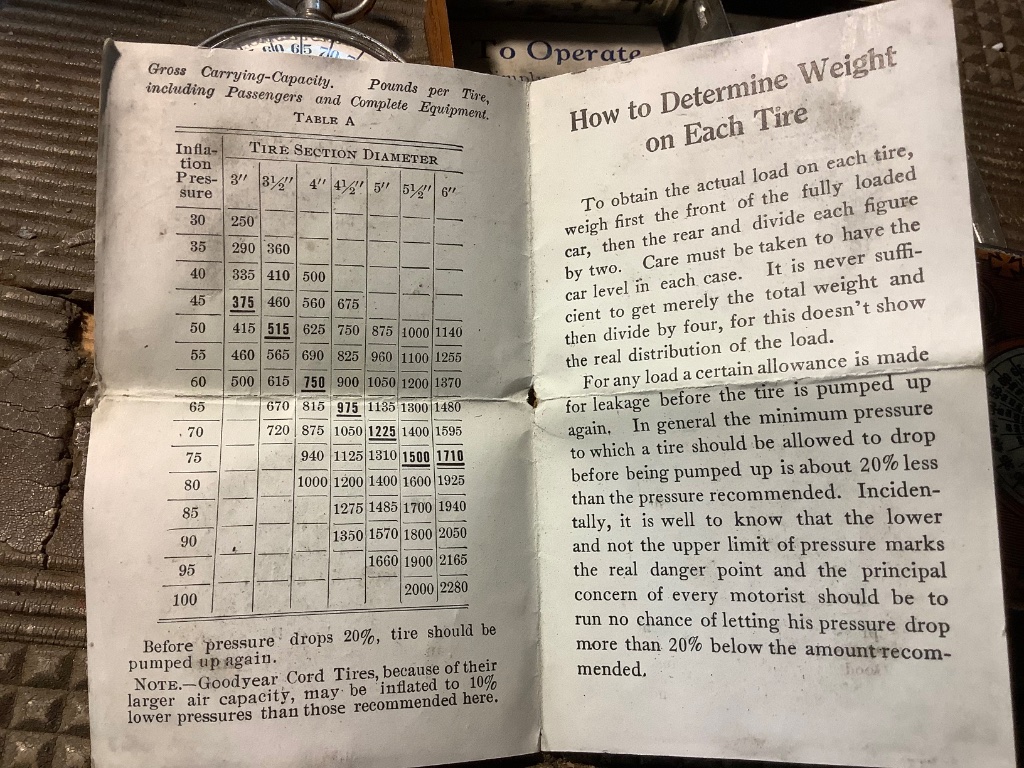 65 70
To Operate
Gross Carrying-Capacity. Pounds per Tire,
including Passengers and Complete Equipment.
TABLE A
Infla-
tion
Pres-
sure
TIRE SECTION DIAMETER
3" 3½" 4" 4½" 5" 5½" 6"
30 250
35 290 360
40 335 410 500
45 375 460 560 675
50 415 515 625 750 875 1000 1140
55 460 565 690 825 960 1100 1255
60 500 615 750 900 1050 1200 1370
65 670 815 975 1135 1300 1480
70 720 875 1050 1225 1400 1595
75 940 1125 1310 1500 1710
80 1000 1200 1400 1600 1925
85 1275 1485 1700 1940
90 1350 1570 1800 2050
95 1660 1900 2165
100 2000 2280
Before pressure drops 20%, tire should be
pumped up again.
NOTE.—Goodyear Cord Tires, because of their
larger air capacity, may be inflated to 10%
lower pressures than those recommended here.
How to Determine Weight
on Each Tire
To obtain the actual load on each tire,
weigh first the front of the fully loaded
car, then the rear and divide each figure
by two. Care must be taken to have the
car level in each case. It is never suffi-
cient to get merely the total weight and
then divide by four, for this doesn't show
the real distribution of the load.
For any load a certain allowance is made
for leakage before the tire is pumped up
again. In general the minimum pressure
to which a tire should be allowed to drop
before being pumped up is about 20% less
than the pressure recommended. Inciden-
tally, it is well to know that the lower
and not the upper limit of pressure marks
the real danger point and the principal
concern of every motorist should be to
run no chance of letting his pressure drop
more than 20% below the amount recom-
mended.